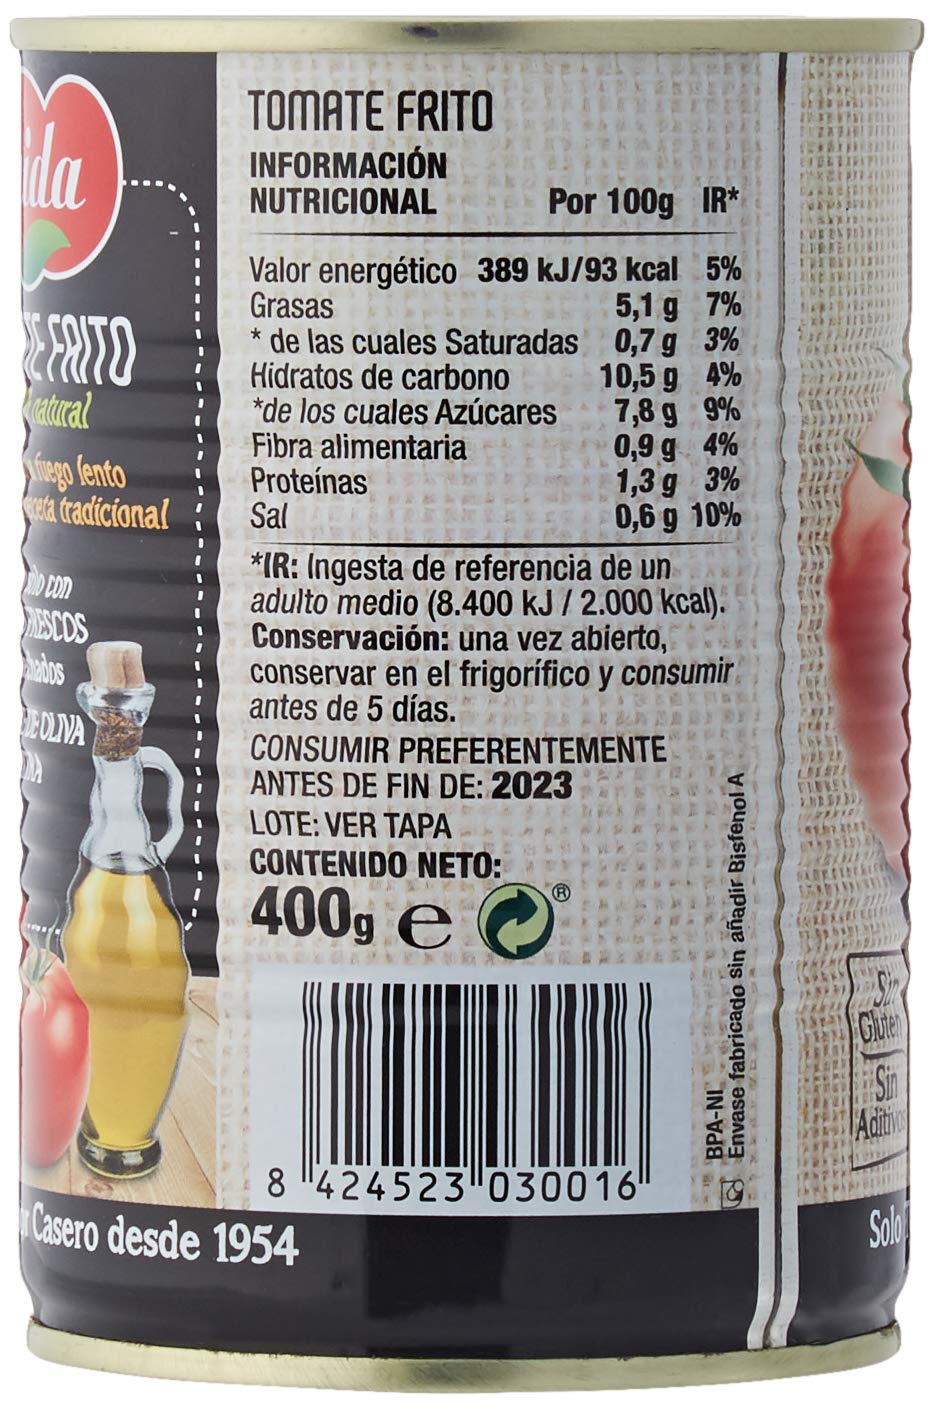 TOMATE FRITO
INFORMACIÓN
NUTRICIONAL Por 100g IR*
Valor energético 389 kJ/93 kcal 5%
Grasas 5,1 g 7%
* de las cuales Saturadas 0,7 g 3%
Hidratos de carbono 10,5 g 4%
*de los cuales Azúcares 7,8 g 9%
Fibra alimentaria 0,9 g 4%
Proteínas 1,3 g 3%
Sal 0,6 g 10%
*IR: Ingesta de referencia de un
adulto medio (8.400 kJ / 2.000 kcal).
Conservación: una vez abierto,
conservar en el frigorífico y consumir
antes de 5 días.
CONSUMIR PREFERENTEMENTE
ANTES DE FIN DE: 2023
LOTE: VER TAPA
CONTENIDO NETO:
400g e ®
8 424523 030016
BPA-NI
Envase fabricado sin añadir Bisfenol A
FRITO
natural
fuego lento
tradicional
con
DE OLIVA
Casero desde 1954
Sin
Gluten
Sin
Aditivos
Solo